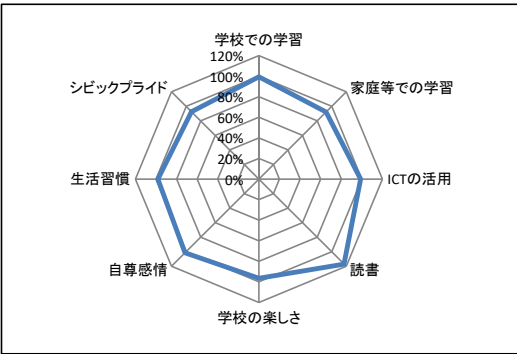 学校での学習
120%
100%
80%
60%
40%
20%
0%
家庭等での学習
ICTの活用
読書
学校の楽しさ
自尊感情
生活習慣
シビックプライド